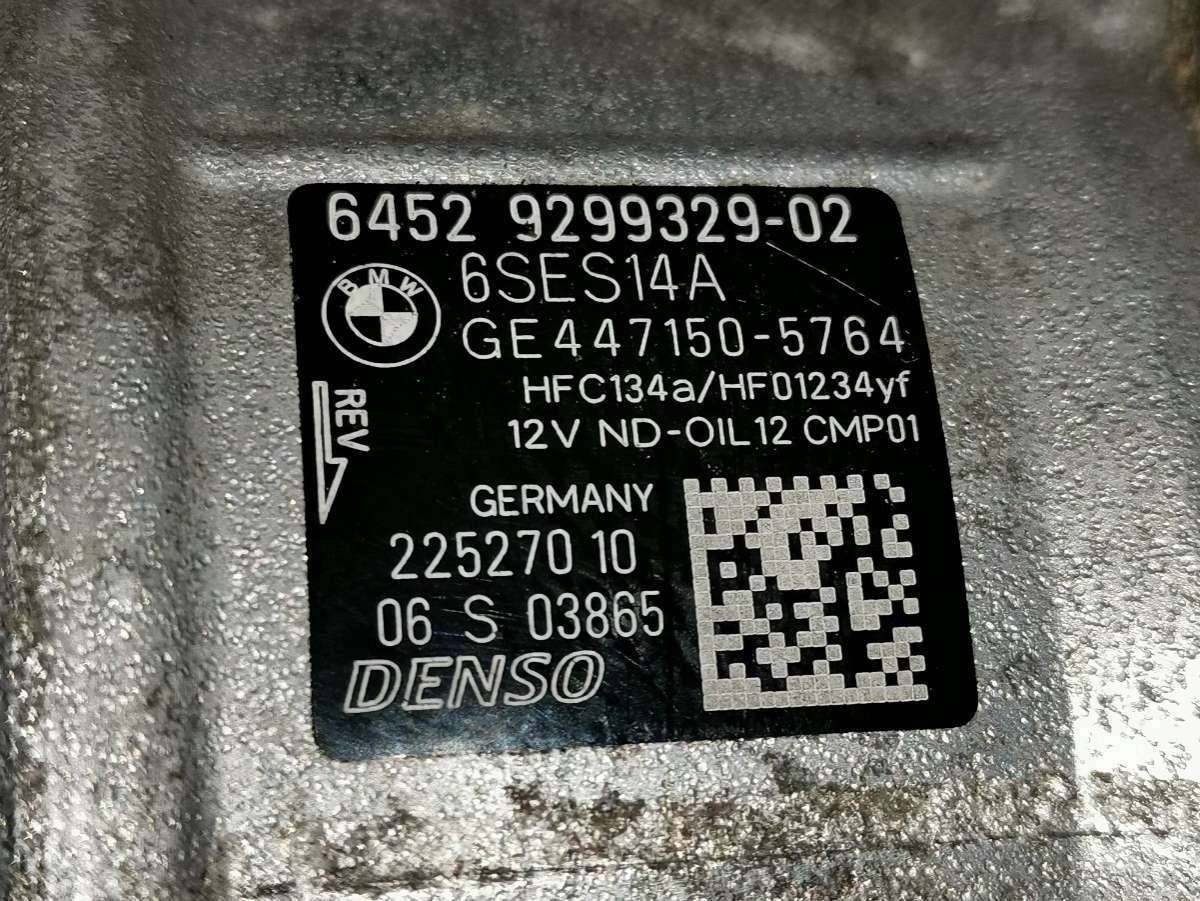 6452 9299329-02
BMW
6SES14A
GE447150-5764
HFC134a/HFO1234yf
REV
12V ND-OIL12 CMP01
GERMANY
225270 10
06 S 03865
DENSO